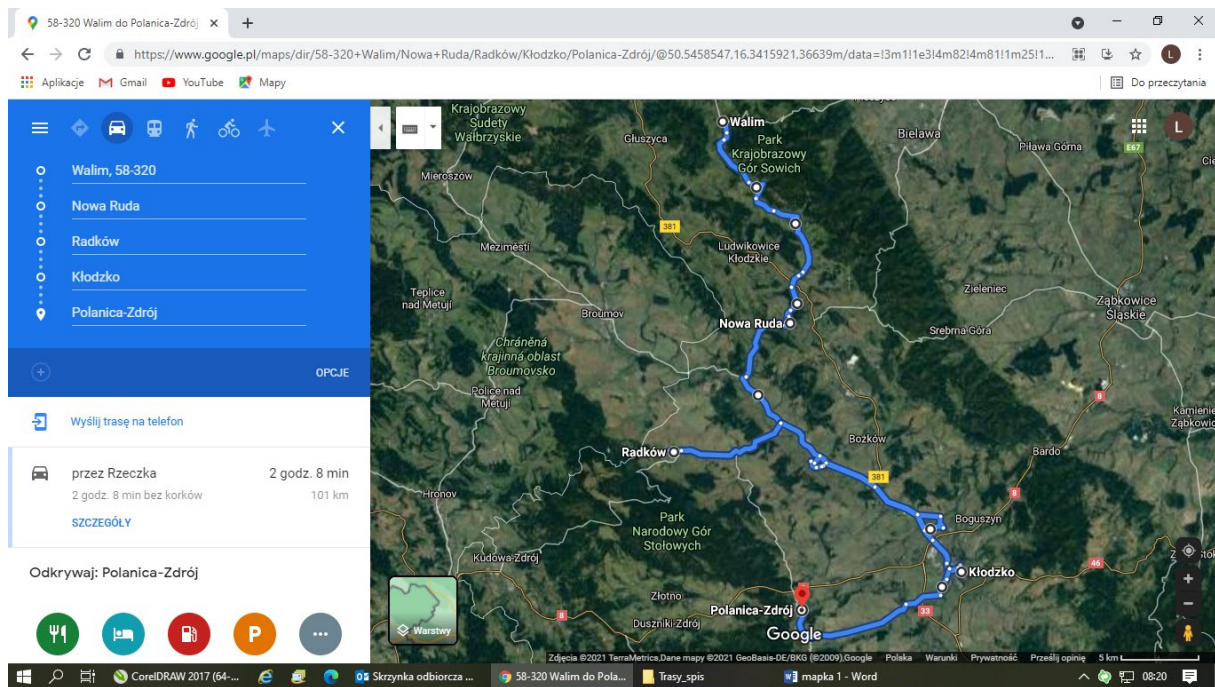 58-320 Walim do Polanica-Zdrój
https://www.google.pl/maps/dir/58-320+Walim/Nowa+Ruda/Radków/Kłodzko/Polanica-Zdrój/@50.5458547,16.3415921,36639m/data=!3m1!1e3!4m82!4m81!1m25!1...
L
Aplikacje Gmail YouTube Mapy Do przeczytania
Walim, 58-320
Nowa Ruda
Radków
Kłodzko
Polanica-Zdrój
OPCJE
Wyślij trasę na telefon
przez Rzeczka 2 godz. 8 min
2 godz. 8 min bez korków 101 km
SZCZEGÓŁY
Odkrywaj: Polanica-Zdrój
P
L
Krajobrazowy
Sudety
Wałbrzyskie
Walim
Głuszyca
Park
Krajobrazowy
Gór Sowich
Bielawa
Piława Górna
E67
Mieroszów
381
Meziměstí
Ludwikowice
Kłodzkie
Teplice
nad Metují
Broumov
Zieleniec
Ząbkowice
Śląskie
Nowa Ruda
Srebrna Góra
Chráněná
krajinná oblast
Broumovsko
Police nad
Metují
8
Kamieniec
Ząbkowic
Radków
Bożków
Bardo
381
Hronov
8
Park
Narodowy Gór
Stołowych
Boguszyn
Kudowa-Zdrój
Kłodzko
46
Złotno
Polanica-Zdrój
33
8
Duszniki-Zdrój
Warstwy
Google
Zdjęcia ©2021 TerraMetrics,Dane mapy ©2021 GeoBasis-DE/BKG (©2009),Google Polska Warunki Prywatność Prześlij opinię 5 km
CorelDRAW 2017 (64-... Skrzynka odbiorcza ... 58-320 Walim do Pola... Trasy_spis mapka 1 - Word 08:20